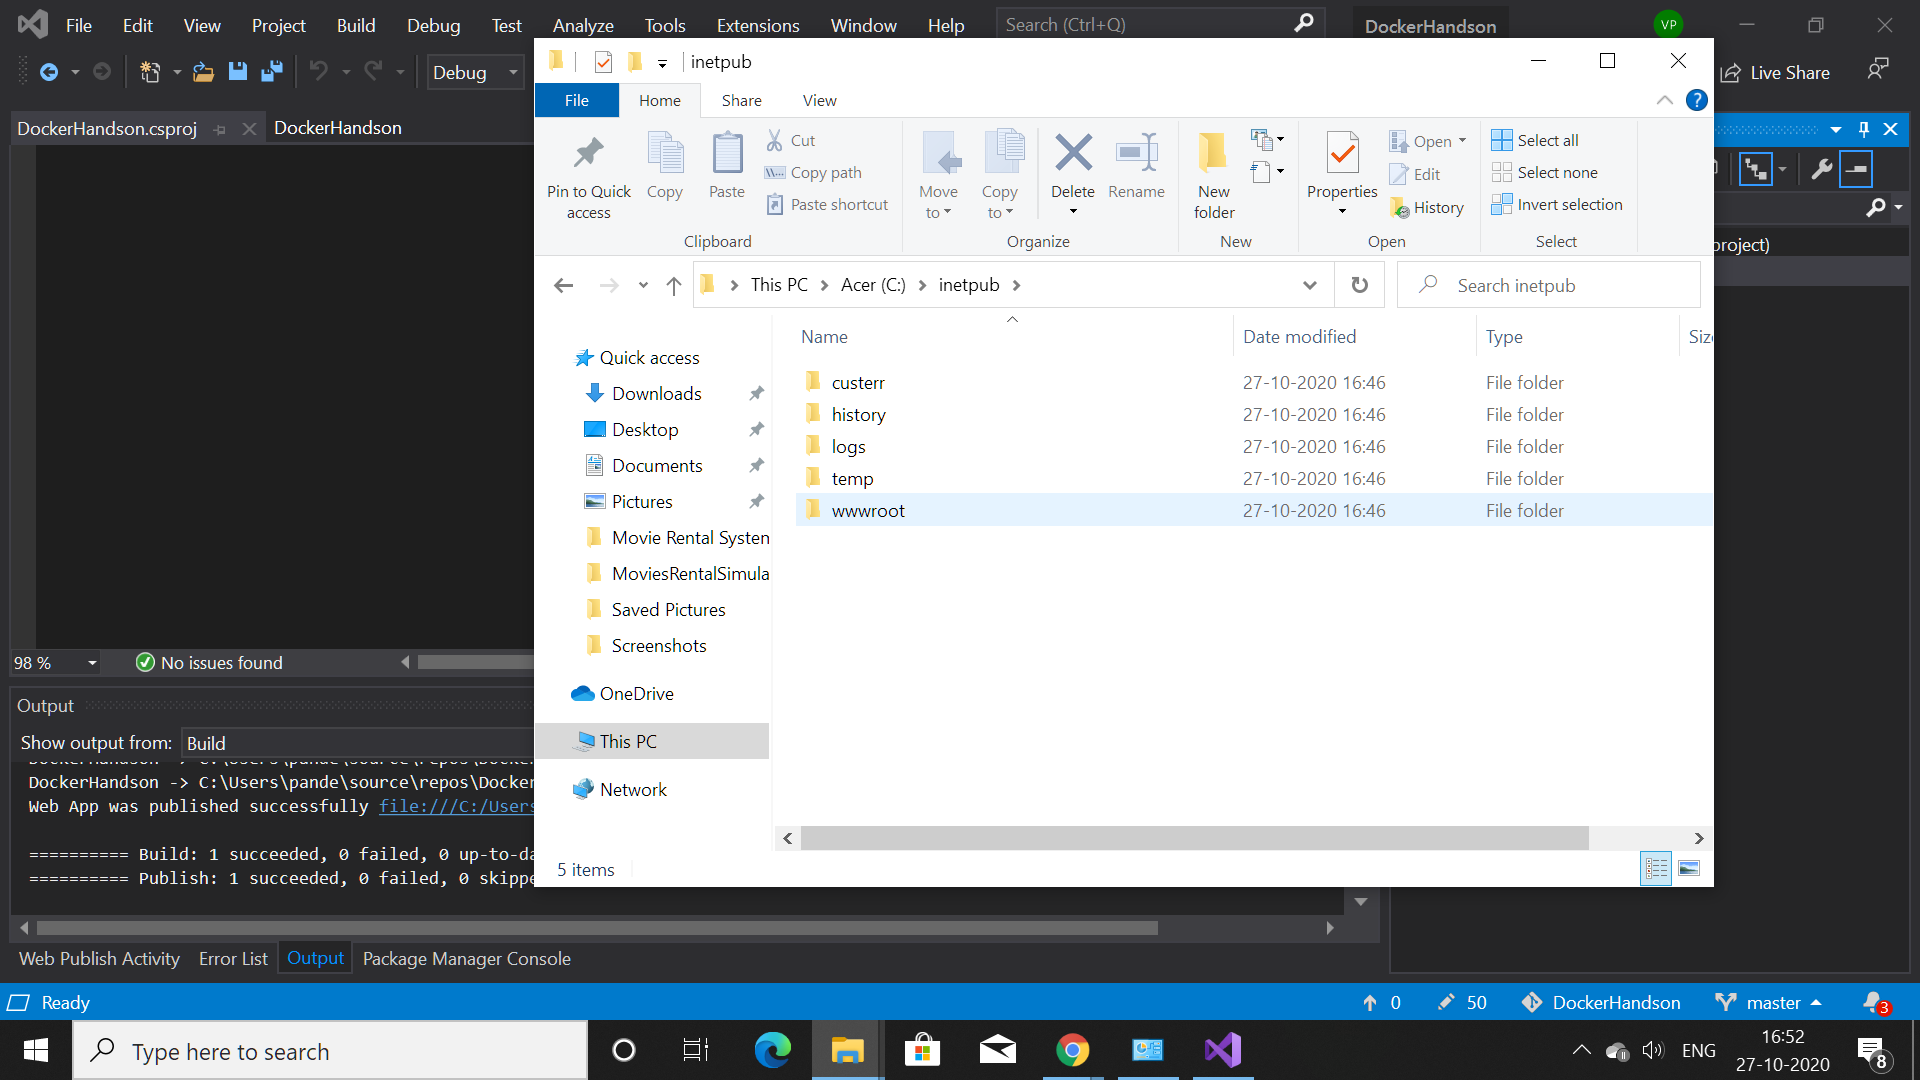 File Edit View Project Build Debug Test Analyze Tools Extensions Window Help Search (Ctrl+Q) DockerHandson VP
Debug Live Share
DockerHandson.csproj DockerHandson
inetpub
File Home Share View
Pin to Quick access
Copy
Paste
Cut
Copy path
Paste shortcut
Clipboard
Move to
Copy to
Delete
Rename
Organize
New folder
New
Properties
Open
Edit
History
Open
Select all
Select none
Invert selection
Select
This PC Acer (C:) inetpub
Search inetpub
project)
Quick access
Downloads
Desktop
Documents
Pictures
Movie Rental System
MoviesRentalSimula
Saved Pictures
Screenshots
OneDrive
This PC
Network
Name Date modified Type Siz
custerr 27-10-2020 16:46 File folder
history 27-10-2020 16:46 File folder
logs 27-10-2020 16:46 File folder
temp 27-10-2020 16:46 File folder
wwwroot 27-10-2020 16:46 File folder
5 items
98 % No issues found
Output
Show output from: Build
DockerHandson -> C:\Users\pande\source\repos\Docker
Web App was published successfully file:///C:/Users
========== Build: 1 succeeded, 0 failed, 0 up-to-da
========== Publish: 1 succeeded, 0 failed, 0 skippe
Web Publish Activity Error List Output Package Manager Console
Ready 0 50 DockerHandson master 3
Type here to search
ENG
16:52
27-10-2020
8